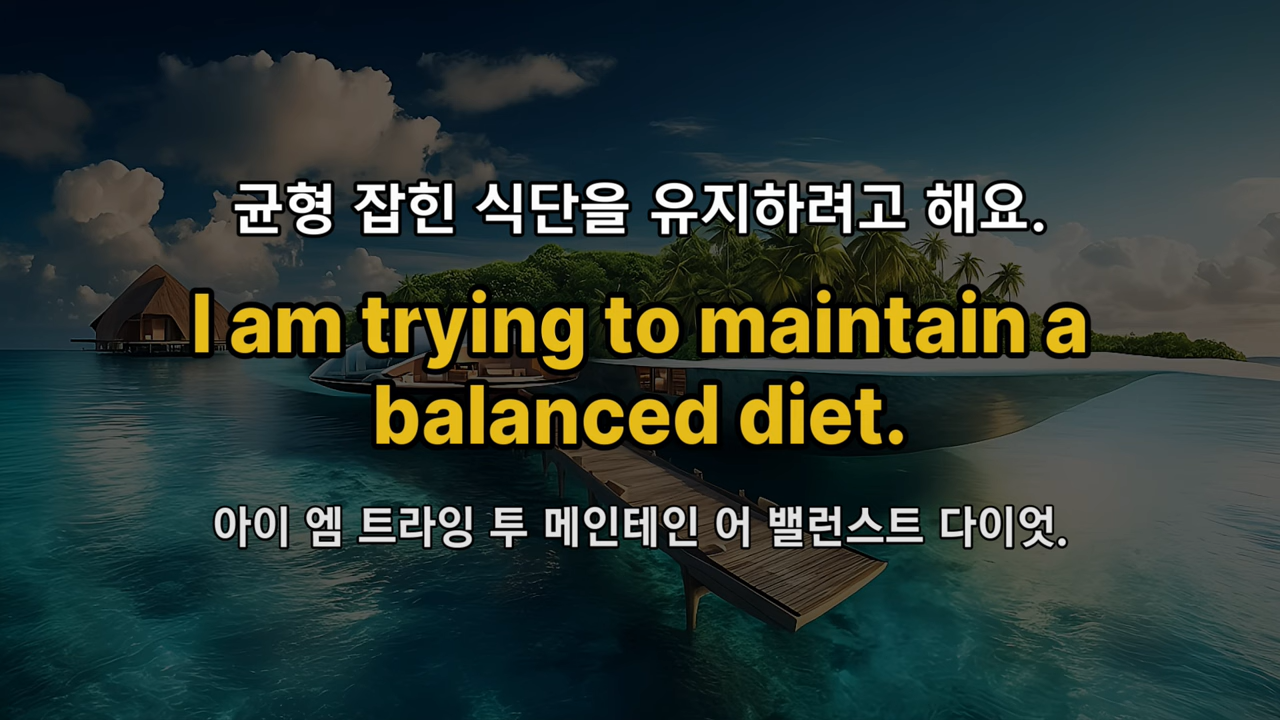 균형 잡힌 식단을 유지하려고 해요.
I am trying to maintain a
balanced diet.
아이 엠 트라잉 투 메인테인 어 밸런스트 다이엇.